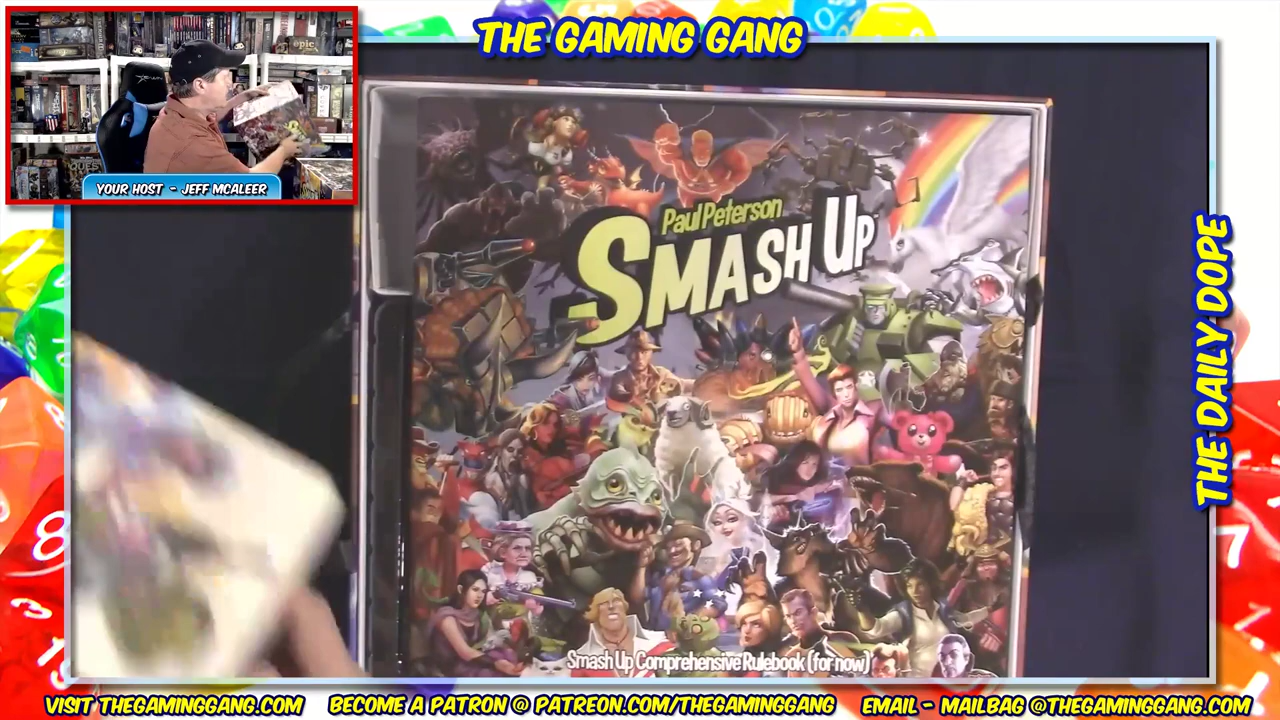 THE GAMING GANG
epic
YOUR HOST - JEFF MCALEER
Paul Peterson
SMASH UP
THE DAILY DOPE
Smash Up Comprehensive Rulebook (for now)
VISIT THEGAMINGGANG.COM BECOME A PATRON @ PATREON.COM/THEGAMINGGANG EMAIL - MAILBAG @THEGAMINGGANG.COM